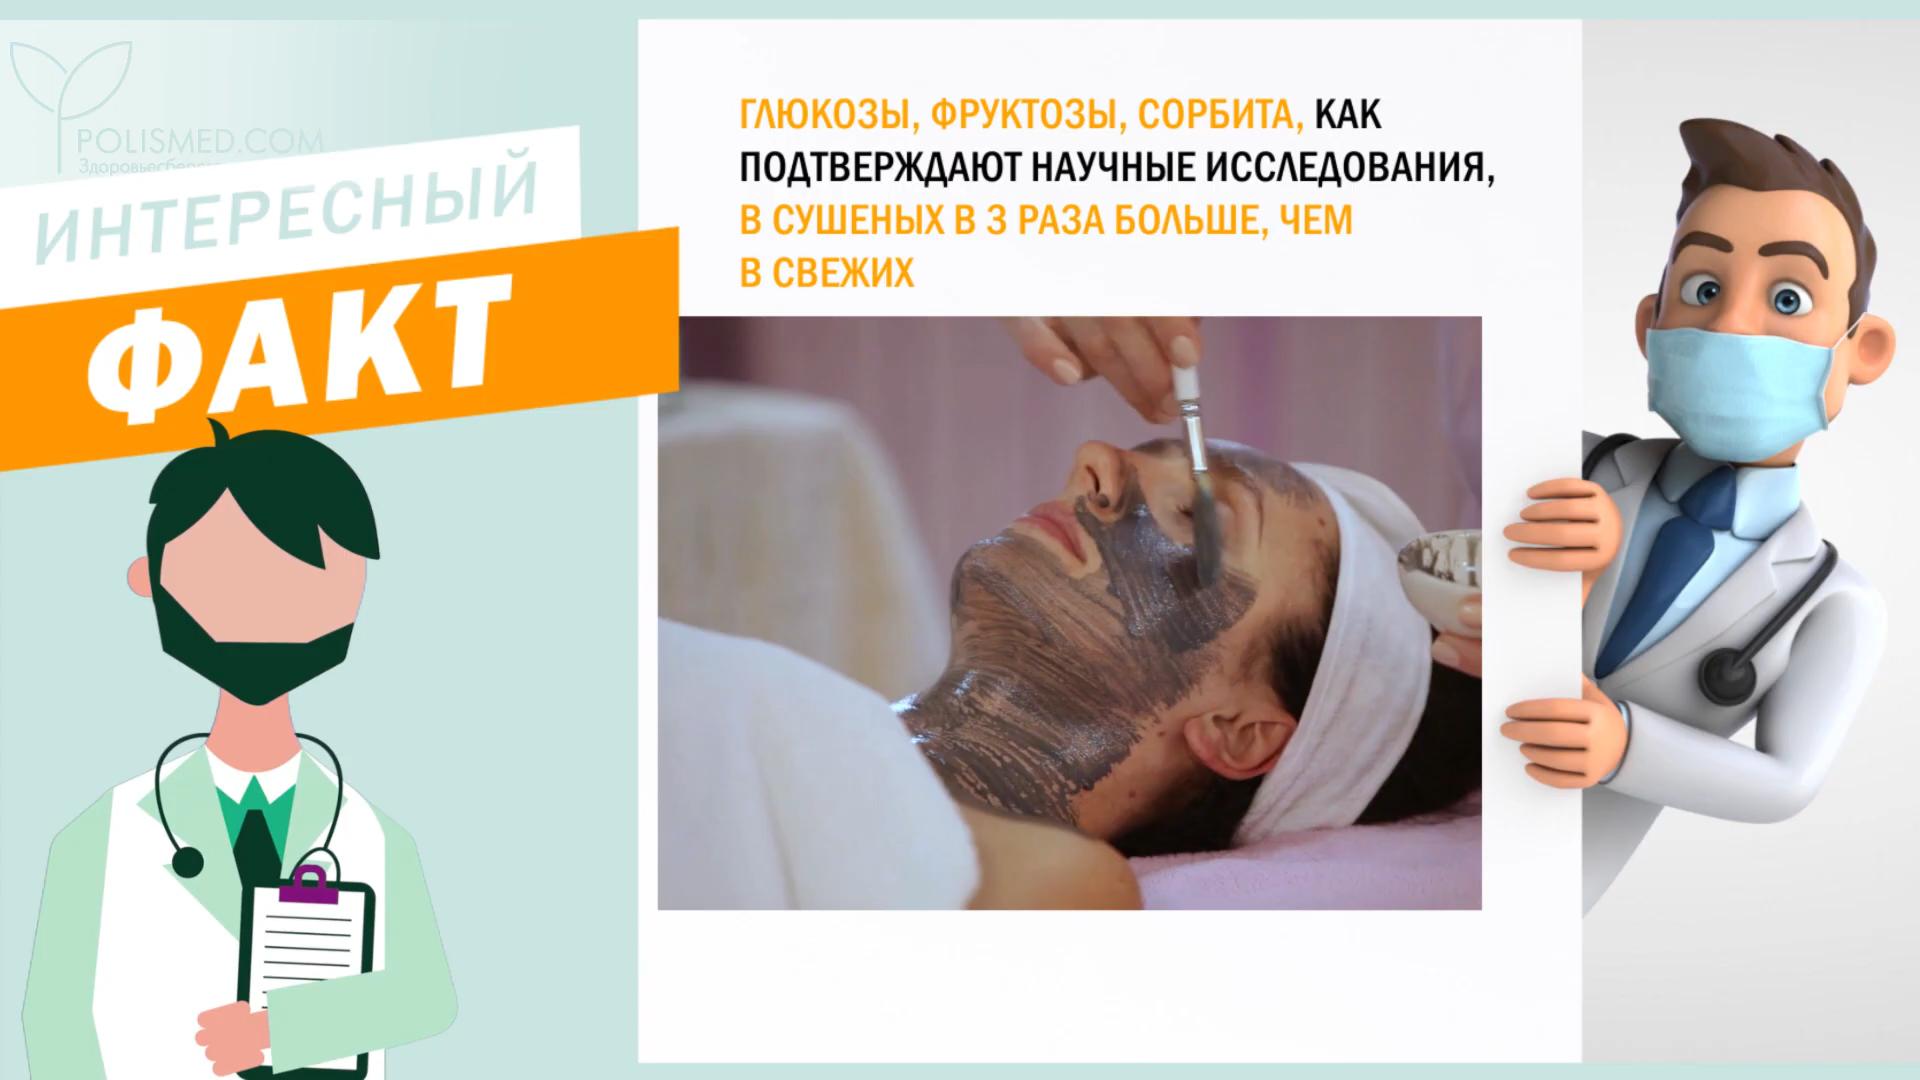 POLISMED.COM
ИНТЕРЕСНЫЙ
ФАКТ
ГЛЮКОЗЫ, ФРУКТОЗЫ, СОРБИТА, КАК
ПОДТВЕРЖДАЮТ НАУЧНЫЕ ИССЛЕДОВАНИЯ,
В СУШЕНЫХ В 3 РАЗА БОЛЬШЕ, ЧЕМ
В СВЕЖИХ